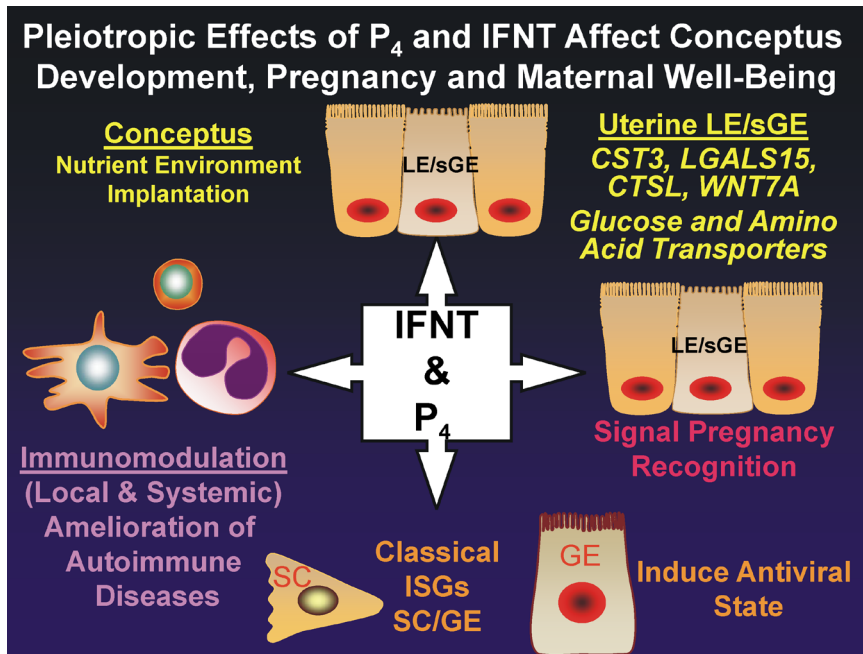 Pleiotropic Effects of P₄ and IFNT Affect Conceptus
Development, Pregnancy and Maternal Well-Being
Conceptus
Nutrient Environment
Implantation
LE/sGE
Uterine LE/sGE
CST3, LGALS15,
CTSL, WNT7A
Glucose and Amino
Acid Transporters
IFNT
&
P₄
LE/sGE
Signal Pregnancy
Recognition
Immunomodulation
(Local & Systemic)
Amelioration of
Autoimmune
Diseases
SC
Classical
ISGs
SC/GE
GE
Induce Antiviral
State